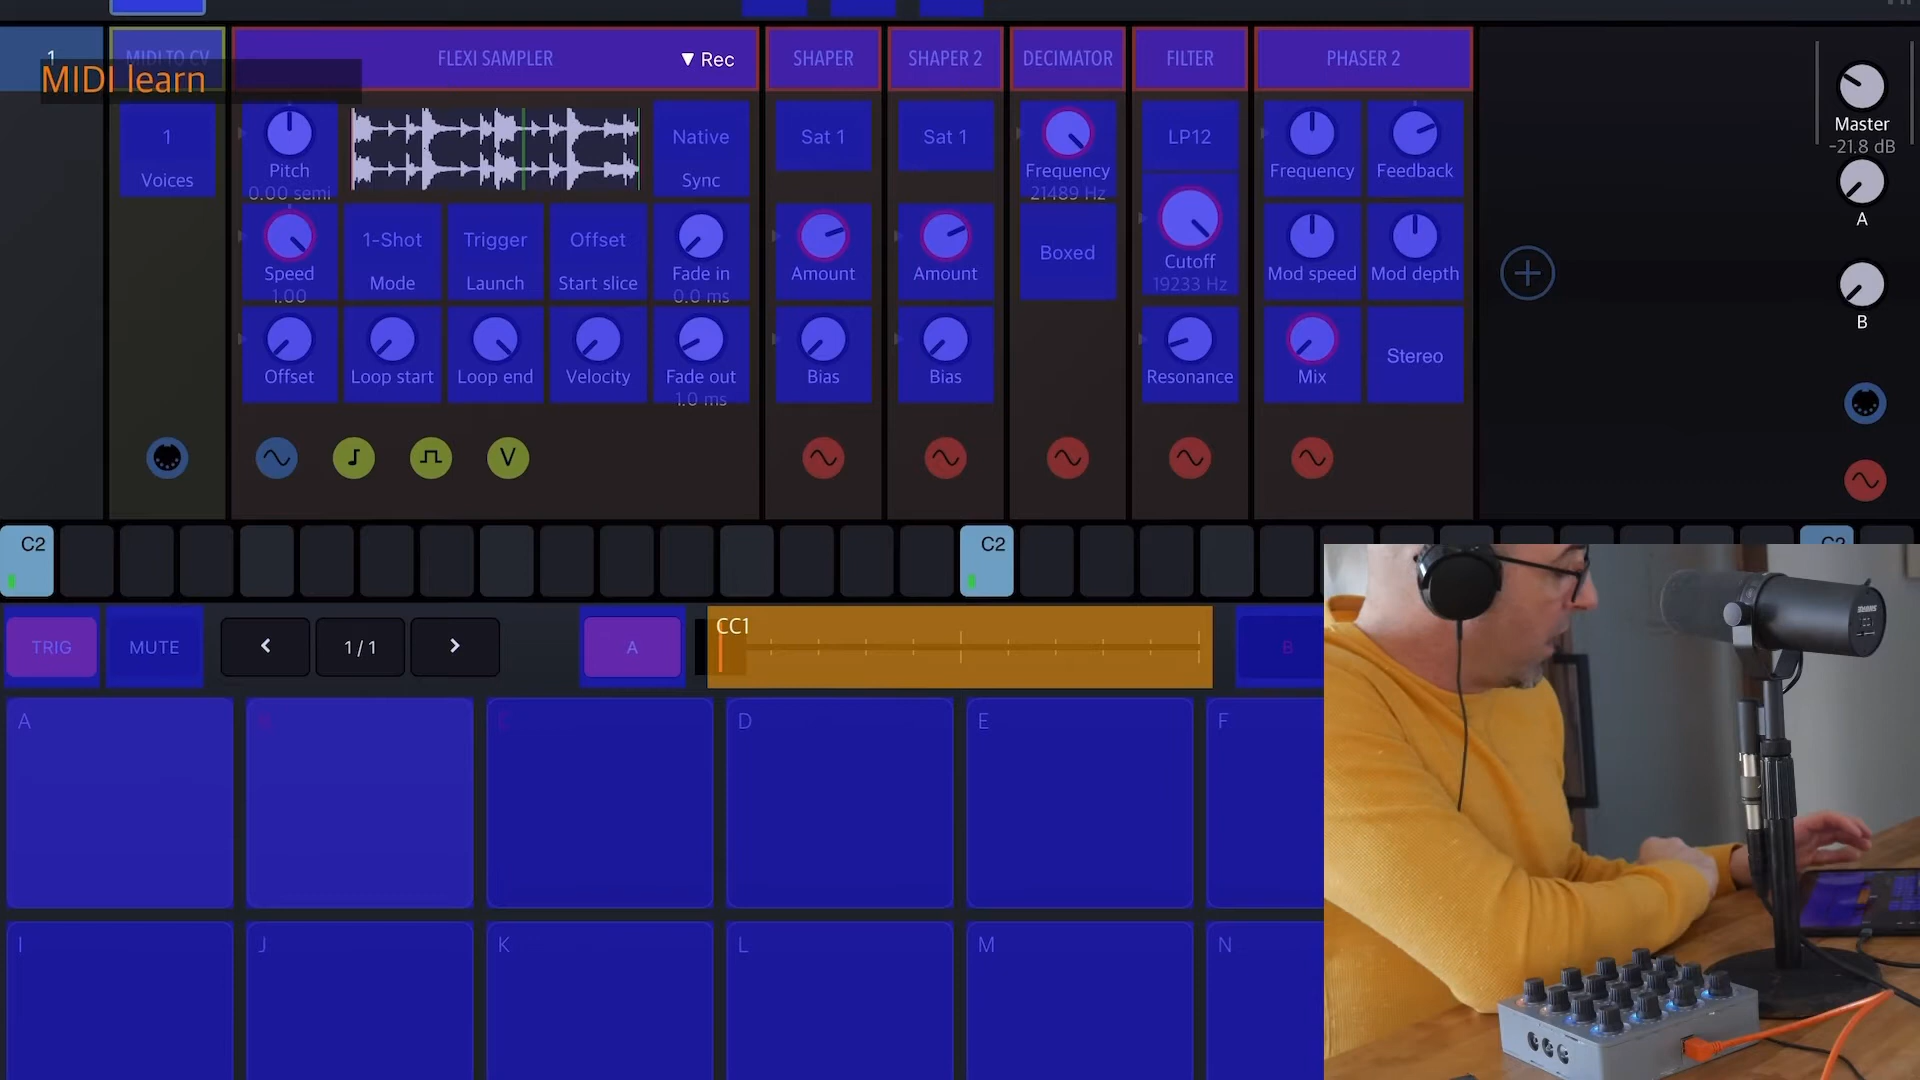 1
MIDI TO CV
MIDI learn
FLEXI SAMPLER
▼ Rec
SHAPER
SHAPER 2
DECIMATOR
FILTER
PHASER 2
1
Voices
Pitch
0.00 semi
Native
Sync
Sat 1
Sat 1
Frequency
21489 Hz
LP12
Frequency
Feedback
Master
-21.8 dB
A
Speed
1.00
1-Shot
Mode
Trigger
Launch
Offset
Start slice
Fade in
0.0 ms
Amount
Amount
Boxed
Cutoff
19233 Hz
Mod speed
Mod depth
B
Offset
Loop start
Loop end
Velocity
Fade out
1.0 ms
Bias
Bias
Resonance
Mix
Stereo
V
C2
C2
C2
TRIG
MUTE
<
1/1
>
A
CC1
B
A
D
E
F
I
J
K
L
M
N